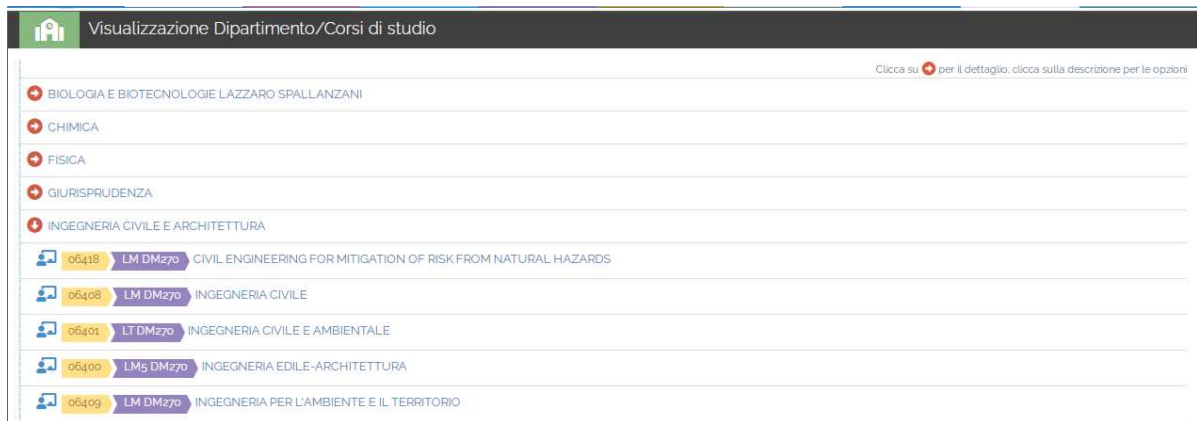 Visualizzazione Dipartimento/Corsi di studio
Clicca su per il dettaglio, clicca sulla descrizione per le opzioni
BIOLOGIA E BIOTECNOLOGIE LAZZARO SPALLANZANI
CHIMICA
FISICA
GIURISPRUDENZA
INGEGNERIA CIVILE E ARCHITETTURA
06418 LM DM270 CIVIL ENGINEERING FOR MITIGATION OF RISK FROM NATURAL HAZARDS
06408 LM DM270 INGEGNERIA CIVILE
06401 LT DM270 INGEGNERIA CIVILE E AMBIENTALE
06400 LM5 DM270 INGEGNERIA EDILE-ARCHITETTURA
06409 LM DM270 INGEGNERIA PER L'AMBIENTE E IL TERRITORIO